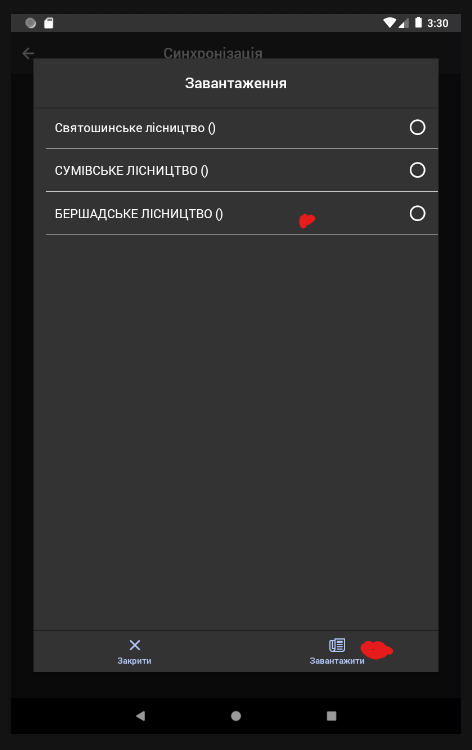 3:30
Синхронізація
Завантаження
Святошинське лісництво ()
СУМІВСЬКЕ ЛІСНИЦТВО ()
БЕРШАДСЬКЕ ЛІСНИЦТВО ()
Закрити
Завантажити